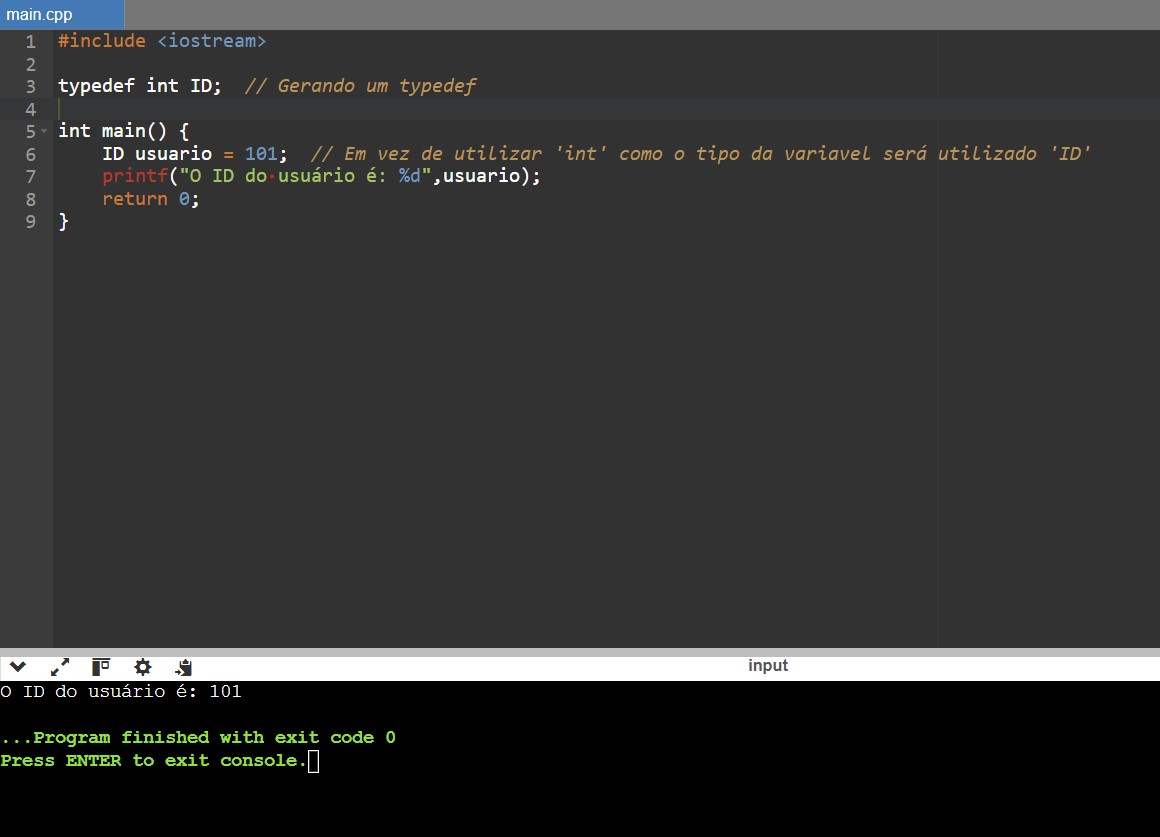 main.cpp
1 #include <iostream>
2
3 typedef int ID;  // Gerando um typedef
4
5 int main() {
6     ID usuario = 101;  // Em vez de utilizar 'int' como o tipo da variavel será utilizado 'ID'
7     printf("O ID do usuário é: %d",usuario);
8     return 0;
9 }
input
O ID do usuário é: 101
...Program finished with exit code 0
Press ENTER to exit console.